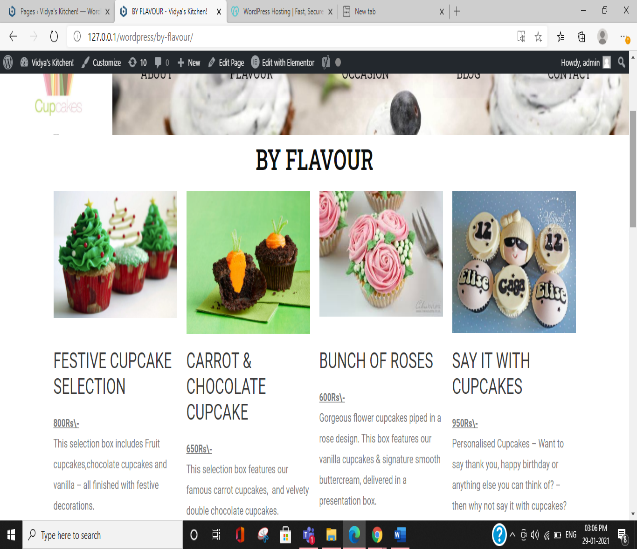 Pages ‹ Vidya's Kitchen! — Word
BY FLAVOUR - Vidya's Kitchen!
WordPress Hosting | Fast, Secure
New tab
127.0.0.1/wordpress/by-flavour/
Vidya's Kitchen! Customize 10 0 New Edit Page Edit with Elementor Howdy, admin
ABOUT FLAVOUR OCCASION BLOG CONTACT
Cupcakes
BY FLAVOUR
12 12
Elise Gaga Elise
FESTIVE CUPCAKE
SELECTION
800Rs\-
This selection box includes Fruit
cupcakes,chocolate cupcakes and
vanilla – all finished with festive
decorations.
CARROT &
CHOCOLATE
CUPCAKE
650Rs\-
This selection box features our
famous carrot cupcakes, and velvety
double chocolate cupcakes.
BUNCH OF ROSES
600Rs\-
Gorgeous flower cupcakes piped in a
rose design. This box features our
vanilla cupcakes & signature smooth
buttercream, delivered in a
presentation box.
SAY IT WITH
CUPCAKES
950Rs\-
Personalised Cupcakes – Want to
say thank you, happy birthday or
anything else you can think of? –
then why not say it with cupcakes?
Type here to search
ENG
03:06 PM
29-01-2021